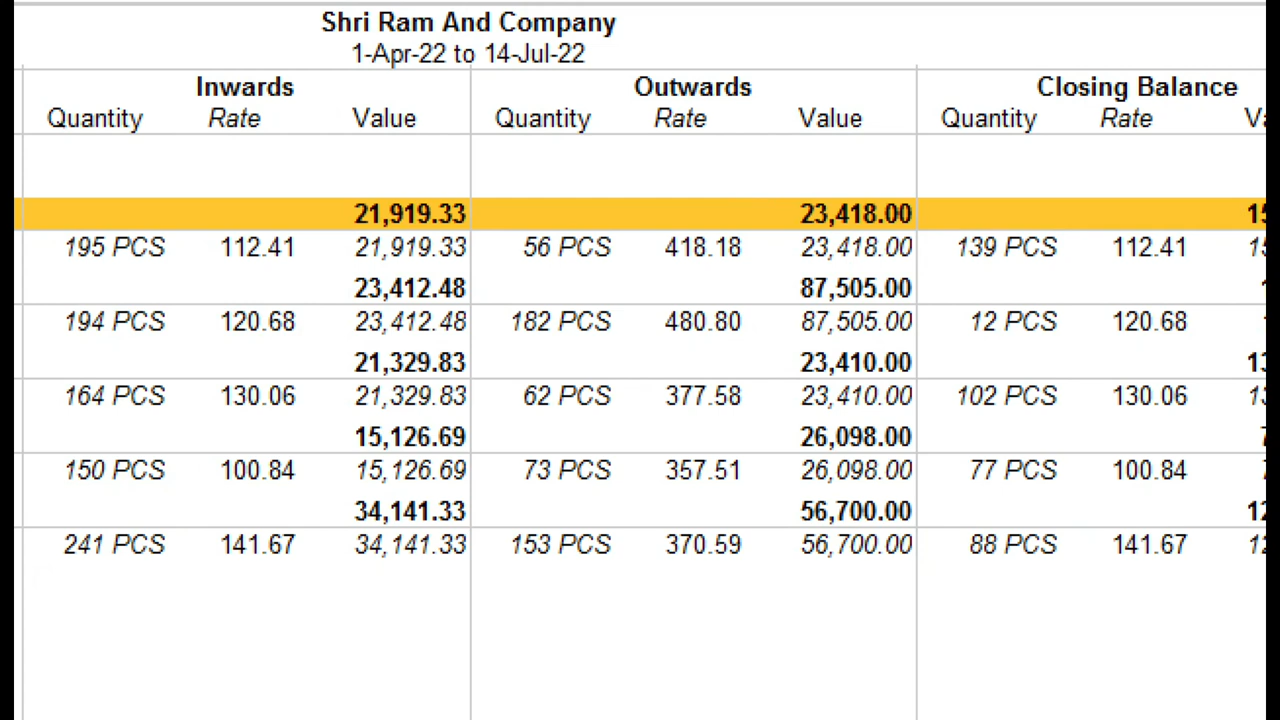 Shri Ram And Company
1-Apr-22 to 14-Jul-22
Inwards Outwards Closing Balance
Quantity Rate Value Quantity Rate Value Quantity Rate
21,919.33 23,418.00
195 PCS 112.41 21,919.33 56 PCS 418.18 23,418.00 139 PCS 112.41
23,412.48 87,505.00
194 PCS 120.68 23,412.48 182 PCS 480.80 87,505.00 12 PCS 120.68
21,329.83 23,410.00
164 PCS 130.06 21,329.83 62 PCS 377.58 23,410.00 102 PCS 130.06
15,126.69 26,098.00
150 PCS 100.84 15,126.69 73 PCS 357.51 26,098.00 77 PCS 100.84
34,141.33 56,700.00
241 PCS 141.67 34,141.33 153 PCS 370.59 56,700.00 88 PCS 141.67